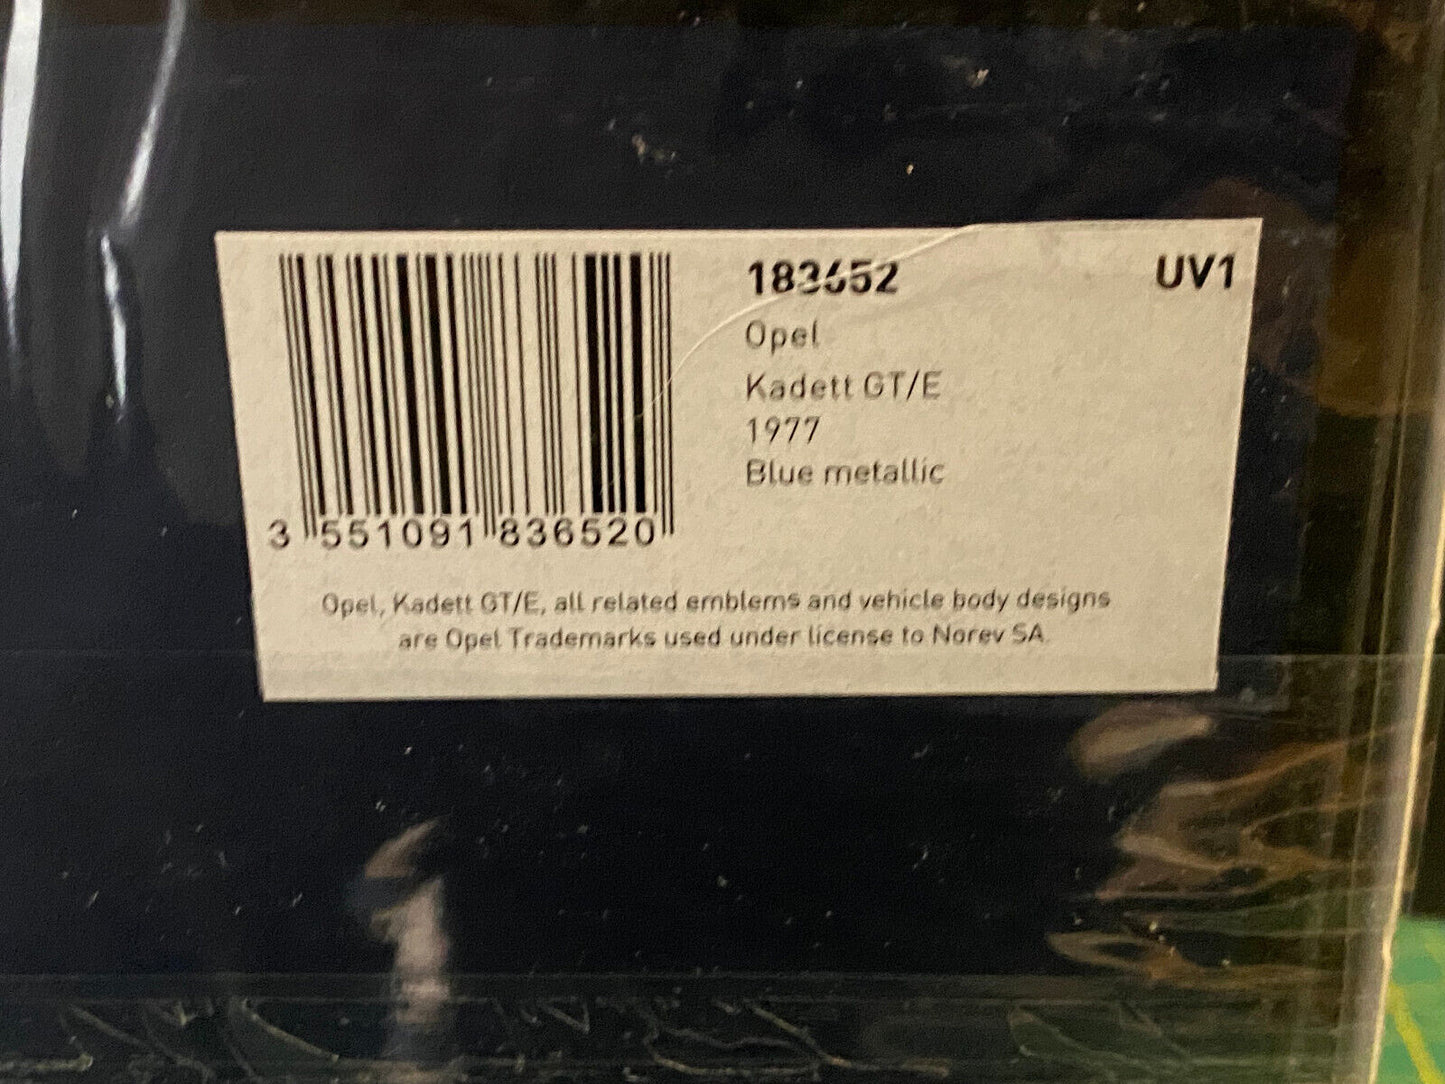 183652
UV1
Opel
Kadett GT/E
1977
Blue metallic
3 551091 836520
Opel, Kadett GT/E, all related emblems and vehicle body designs
are Opel Trademarks used under license to Norev SA.